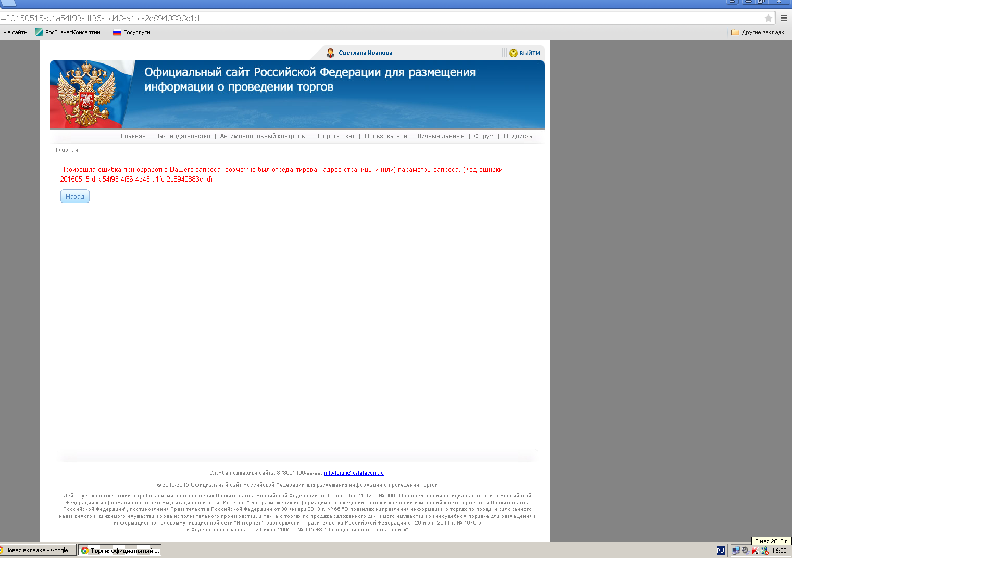 =20150515-d1a54f93-4f36-4d43-a1fc-2e8940883c1d
мые сайты РосБизнесКонсалтин... Госуслуги Другие закладки
Светлана Иванова ВЫЙТИ
Официальный сайт Российской Федерации для размещения
информации о проведении торгов
Главная | Законодательство | Антимонопольный контроль | Вопрос-ответ | Пользователи | Личные данные | Форум | Подписка
Главная |
Произошла ошибка при обработке Вашего запроса, возможно был отредактирован адрес страницы и (или) параметры запроса. (Код ошибки -
20150515-d1a54f93-4f36-4d43-a1fc-2e8940883c1d)
Назад
Служба поддержки сайта: 8 (800) 100-99-99, info-torgi@rostelecom.ru
© 2010-2015 Официальный сайт Российской Федерации для размещения информации о проведении торгов
Действует в соответствии с требованиями постановления Правительства Российской Федерации от 10 сентября 2012 г. № 909 "Об определении официального сайта Российской
Федерации в информационно-телекоммуникационной сети "Интернет" для размещения информации о проведении торгов и внесении изменений в некоторые акты Правительства
Российской Федерации", постановления Правительства Российской Федерации от 30 января 2013 г. № 66 "О правилах направления информации о торгах по продаже заложенного
недвижимого и движимого имущества в ходе исполнительного производства, а также о торгах по продаже заложенного движимого имущества во внесудебном порядке для размещения в
информационно-телекоммуникационной сети "Интернет", распоряжения Правительства Российской Федерации от 29 июня 2011 г. № 1076-р
и Федерального закона от 21 июля 2005 г. № 115-ФЗ "О концессионных соглашениях"
15 мая 2015 г.
Новая вкладка - Google... Торги: официальный ... RU 16:00